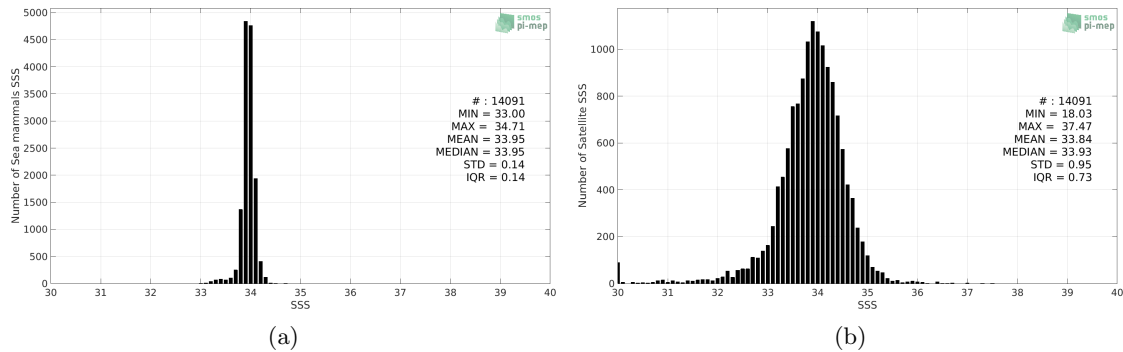 smos
pi-mep
5000
4500
4000
3500
3000
2500
2000
1500
1000
500
0
Number of Sea mammals SSS
# : 14091
MIN = 33.00
MAX = 34.71
MEAN = 33.95
MEDIAN = 33.95
STD = 0.14
IQR = 0.14
30 31 32 33 34 35 36 37 38 39 40
SSS
(a)
smos
pi-mep
1000
800
600
400
200
0
Number of Satellite SSS
# : 14091
MIN = 18.03
MAX = 37.47
MEAN = 33.84
MEDIAN = 33.93
STD = 0.95
IQR = 0.73
30 31 32 33 34 35 36 37 38 39 40
SSS
(b)